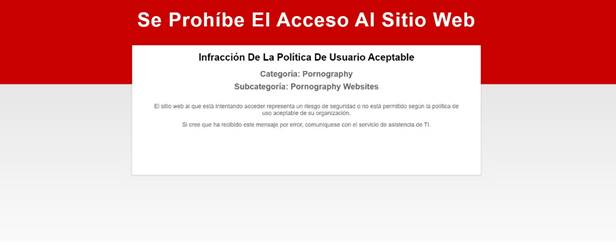 Se Prohíbe El Acceso Al Sitio Web
Infracción De La Política De Usuario Aceptable
Categoría: Pornography
Subcategoría: Pornography Websites
El sitio web al que está intentando acceder representa un riesgo de seguridad o no está permitido según la política de
uso aceptable de su organización.
Si cree que ha recibido este mensaje por error, comuníquese con el servicio de asistencia de TI.